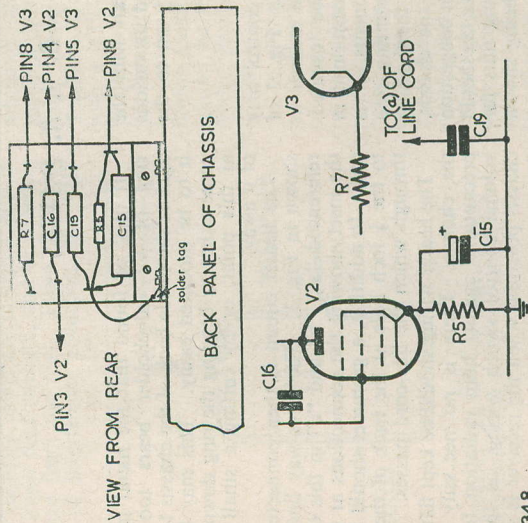 PIN8 V3
PIN4 V2
PIN5 V3
PIN8 V2
R7
C16
C19
R5
C15
PIN3 V2
VIEW FROM REAR
solder tag
BACK PANEL OF CHASSIS
V3
R7
TO(a) OF
LINE CORD
C19
V2
C16
+
–
C15
R5